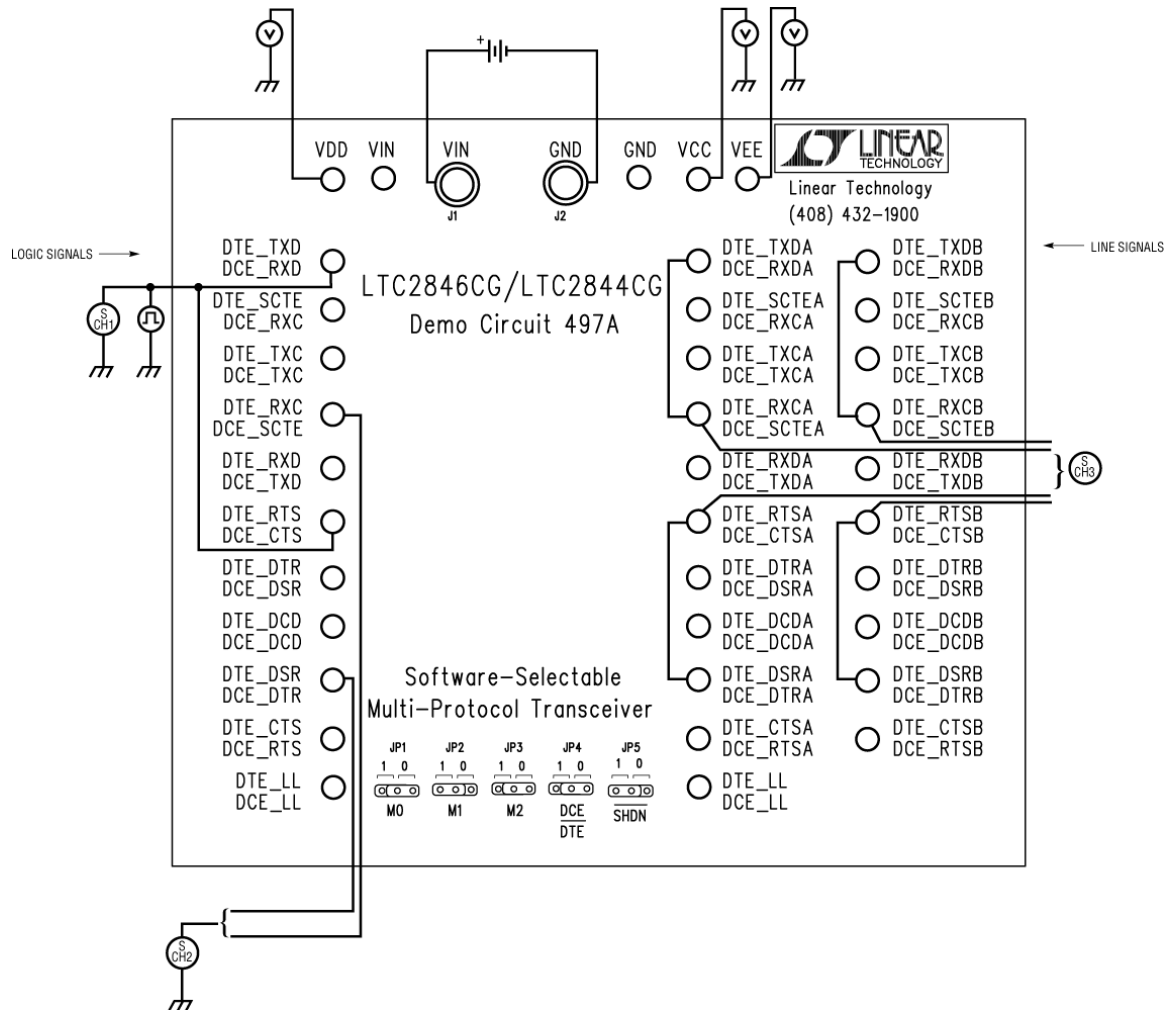 V
V
V
+
VDD
VIN
VIN
GND
GND
VCC
VEE
J1
J2
LINEAR
TECHNOLOGY
Linear Technology
(408) 432-1900
LOGIC SIGNALS
LINE SIGNALS
LTC2846CG/LTC2844CG
Demo Circuit 497A
S
CH1
DTE_TXD
DCE_RXD
DTE_SCTE
DCE_RXC
DTE_TXC
DCE_TXC
DTE_RXC
DCE_SCTE
DTE_RXD
DCE_TXD
DTE_RTS
DCE_CTS
DTE_DTR
DCE_DSR
DTE_DCD
DCE_DCD
DTE_DSR
DCE_DTR
DTE_CTS
DCE_RTS
DTE_LL
DCE_LL
DTE_TXDA
DCE_RXDA
DTE_SCTEA
DCE_RXCA
DTE_TXCA
DCE_TXCA
DTE_RXCA
DCE_SCTEA
DTE_RXDA
DCE_TXDA
DTE_RTSA
DCE_CTSA
DTE_DTRA
DCE_DSRA
DTE_DCDA
DCE_DCDA
DTE_DSRA
DCE_DTRA
DTE_CTSA
DCE_RTSA
DTE_LL
DCE_LL
DTE_TXDB
DCE_RXDB
DTE_SCTEB
DCE_RXCB
DTE_TXCB
DCE_TXCB
DTE_RXCB
DCE_SCTEB
DTE_RXDB
DCE_TXDB
DTE_RTSB
DCE_CTSB
DTE_DTRB
DCE_DSRB
DTE_DCDB
DCE_DCDB
DTE_DSRB
DCE_DTRB
DTE_CTSB
DCE_RTSB
S
CH3
Software-Selectable
Multi-Protocol Transceiver
JP1
1 0
M0
JP2
1 0
M1
JP3
1 0
M2
JP4
1 0
DCE
DTE
JP5
1 0
SHDN
S
CH2